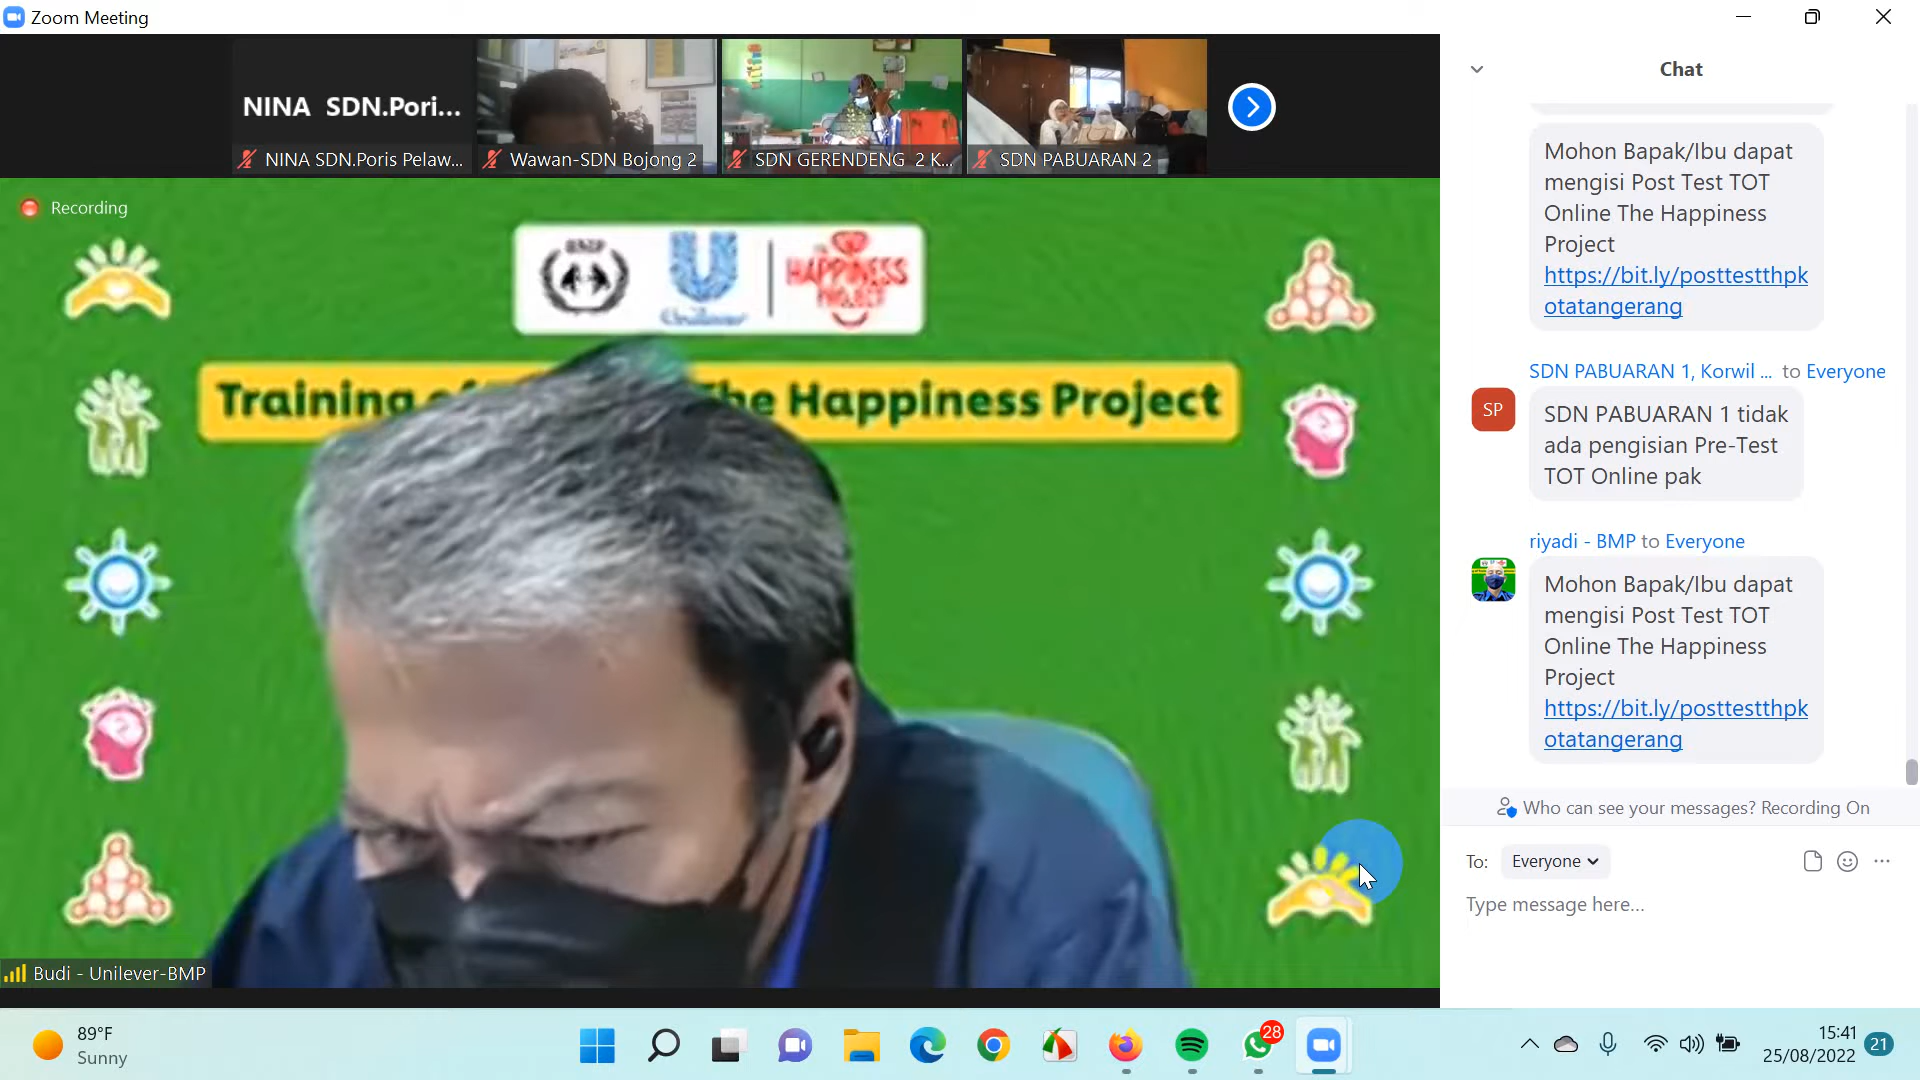 Zoom Meeting
NINA SDN.Pori...
NINA SDN.Poris Pelaw...
Wawan-SDN Bojong 2
SDN GERENDENG 2 K...
SDN PABUARAN 2
Recording
Unilever
HAPPINESS
PROJECT
Training
The Happiness Project
Budi - Unilever-BMP
Chat
Mohon Bapak/Ibu dapat
mengisi Post Test TOT
Online The Happiness
Project
https://bit.ly/posttestthpk
otatangerang
SDN PABUARAN 1, Korwil ... to Everyone
SP
SDN PABUARAN 1 tidak
ada pengisian Pre-Test
TOT Online pak
riyadi - BMP to Everyone
Mohon Bapak/Ibu dapat
mengisi Post Test TOT
Online The Happiness
Project
https://bit.ly/posttestthpk
otatangerang
Who can see your messages? Recording On
To: Everyone
Type message here...
89°F
Sunny
28
15:41
25/08/2022
21